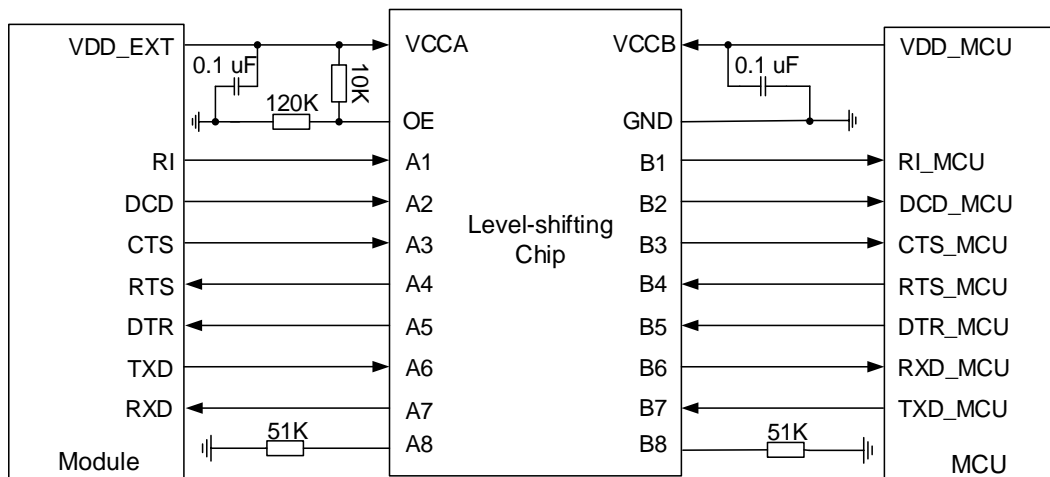 VDD_EXT
VCCA
VCCB
VDD_MCU
0.1 uF
10K
0.1 uF
120K
OE
GND
RI
A1
B1
RI_MCU
DCD
A2
B2
DCD_MCU
Level-shifting
Chip
CTS
A3
B3
CTS_MCU
RTS
A4
B4
RTS_MCU
DTR
A5
B5
DTR_MCU
TXD
A6
B6
RXD_MCU
RXD
A7
B7
TXD_MCU
51K
A8
B8
51K
Module
MCU